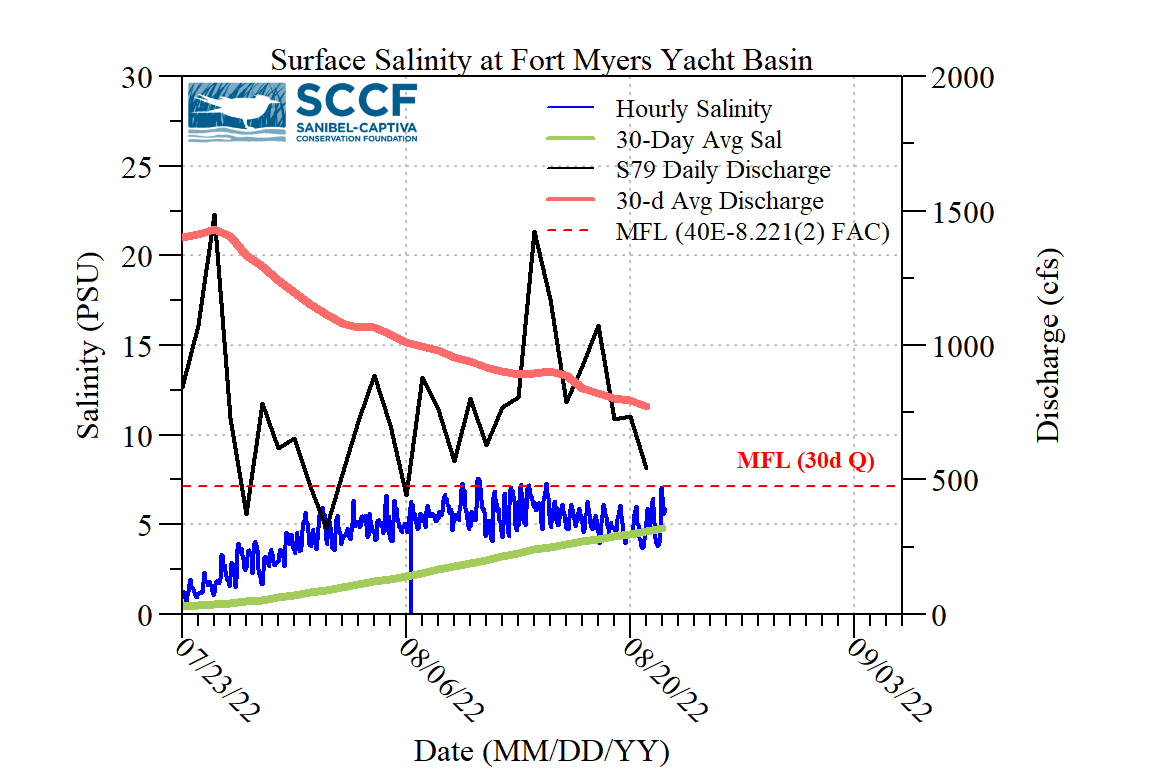 Surface Salinity at Fort Myers Yacht Basin
SCCF
SANIBEL-CAPTIVA
CONSERVATION FOUNDATION
Hourly Salinity
30-Day Avg Sal
S79 Daily Discharge
30-d Avg Discharge
MFL (40E-8.221(2) FAC)
30
25
20
15
10
5
0
Salinity (PSU)
2000
1500
1000
500
0
Discharge (cfs)
MFL (30d Q)
07/23/22
08/06/22
08/20/22
09/03/22
Date (MM/DD/YY)